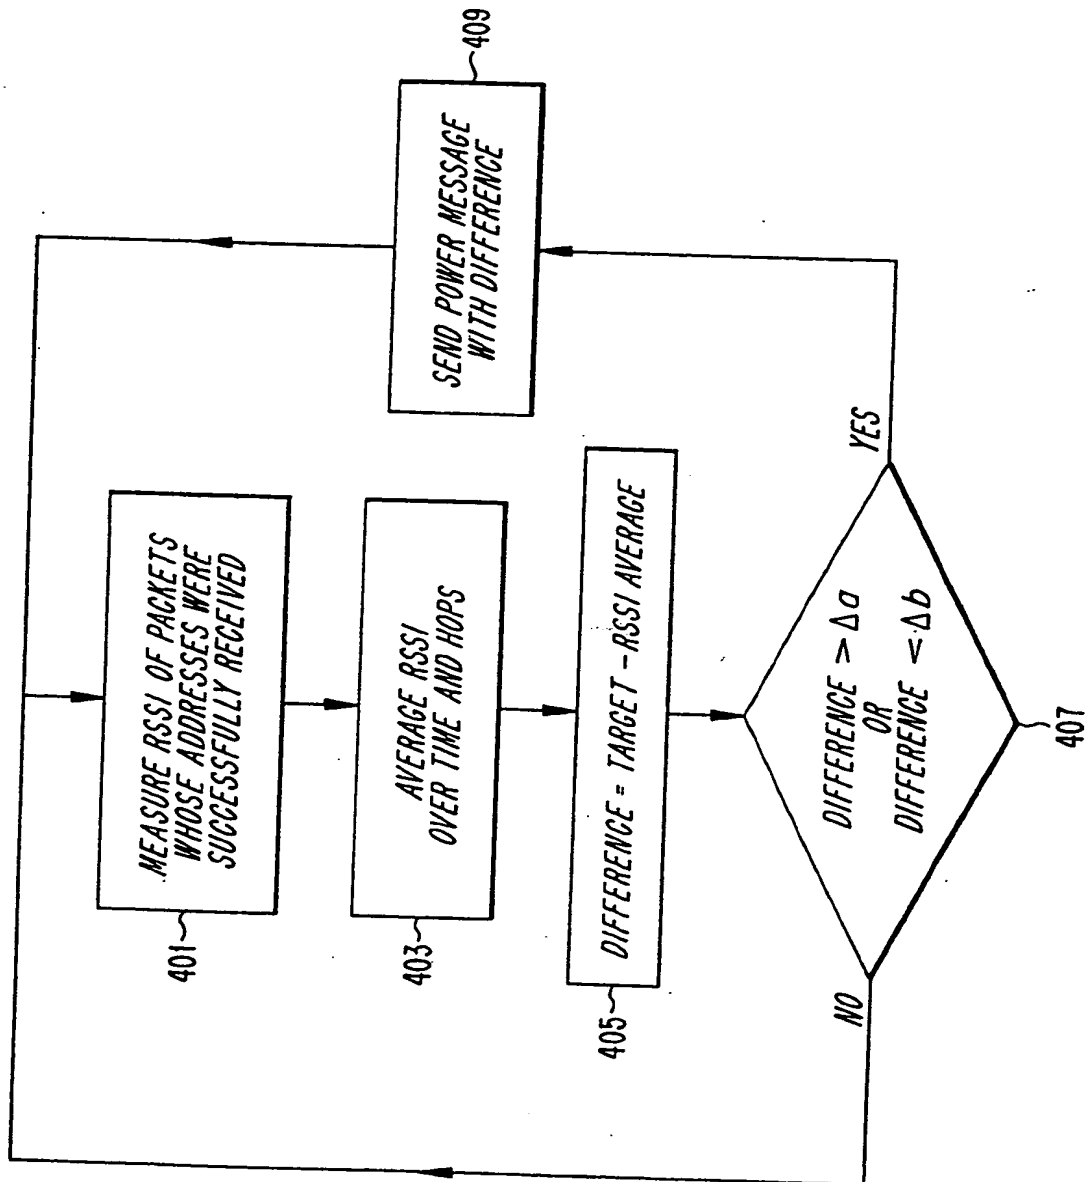 MEASURE RSSI OF PACKETS
WHOSE ADDRESSES WERE
SUCCESSFULLY RECEIVED
401
AVERAGE RSSI
OVER TIME AND HOPS
403
DIFFERENCE = TARGET - RSSI AVERAGE
405
DIFFERENCE > Δa
OR
DIFFERENCE < Δb
407
NO
YES
SEND POWER MESSAGE
WITH DIFFERENCE
409